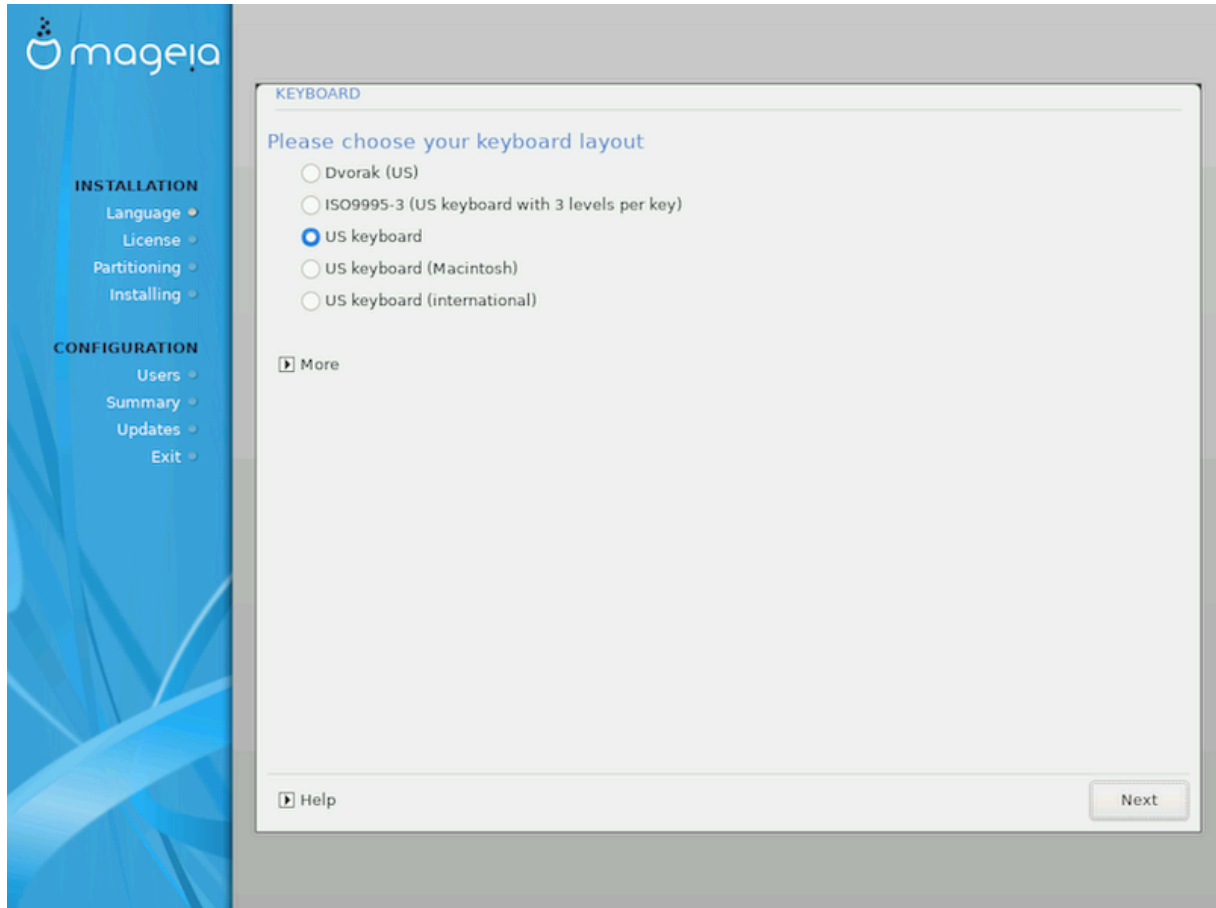 mageia
INSTALLATION
Language
License
Partitioning
Installing
CONFIGURATION
Users
Summary
Updates
Exit
KEYBOARD
Please choose your keyboard layout
Dvorak (US)
ISO9995-3 (US keyboard with 3 levels per key)
US keyboard
US keyboard (Macintosh)
US keyboard (international)
More
Help
Next